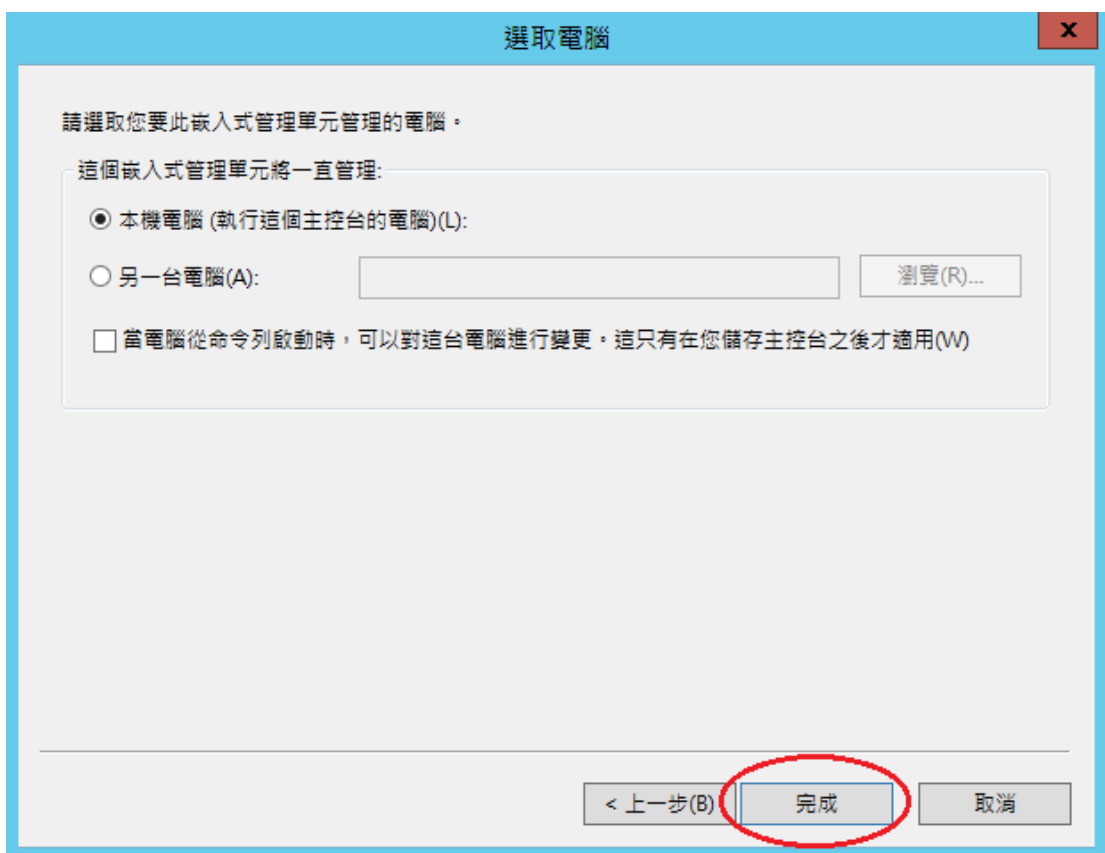 選取電腦
x
請選取您要此嵌入式管理單元管理的電腦。
這個嵌入式管理單元將一直管理:
本機電腦 (執行這個主控台的電腦)(L):
另一台電腦(A):
瀏覽(R)...
當電腦從命令列啟動時，可以對這台電腦進行變更。這只有在您儲存主控台之後才適用(W)
< 上一步(B)
完成
取消